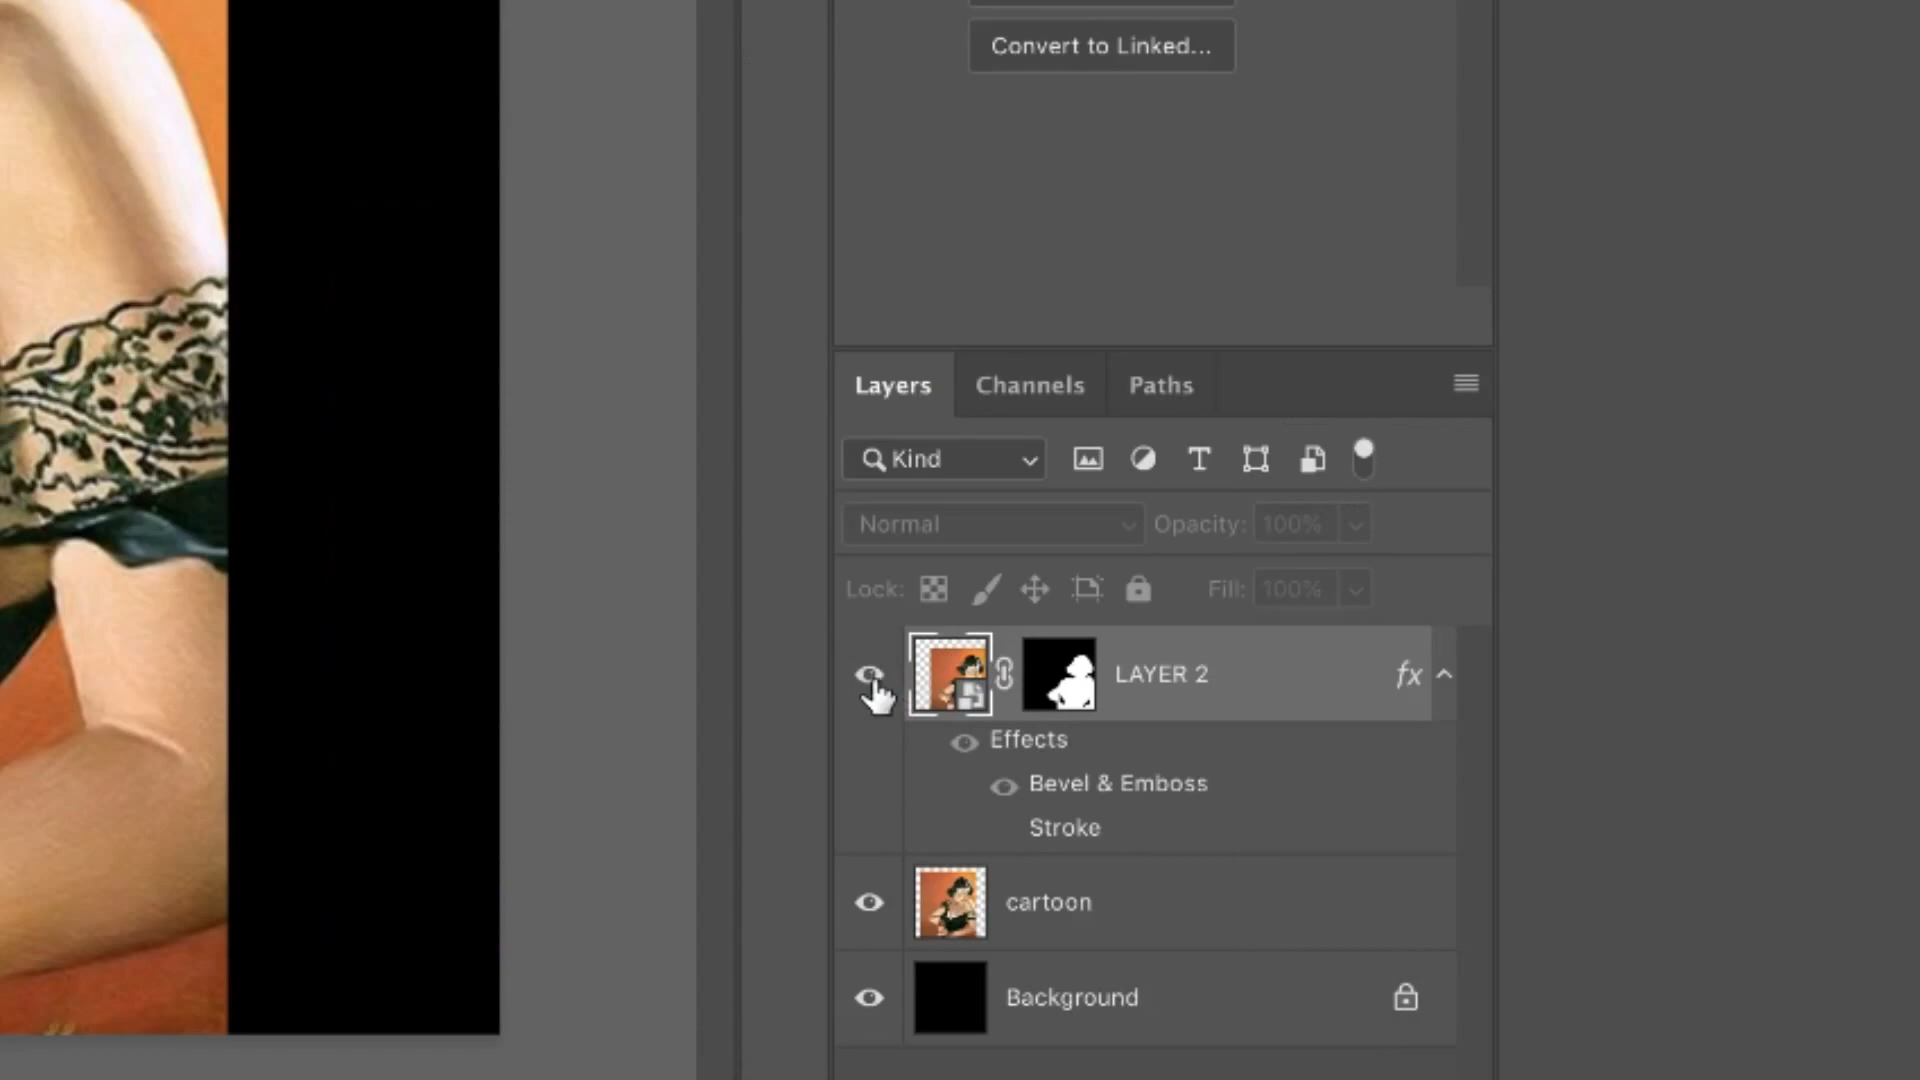 Convert to Linked...
Layers Channels Paths
Kind
Normal Opacity: 100%
Lock: Fill: 100%
LAYER 2 fx
Effects
Bevel & Emboss
Stroke
cartoon
Background